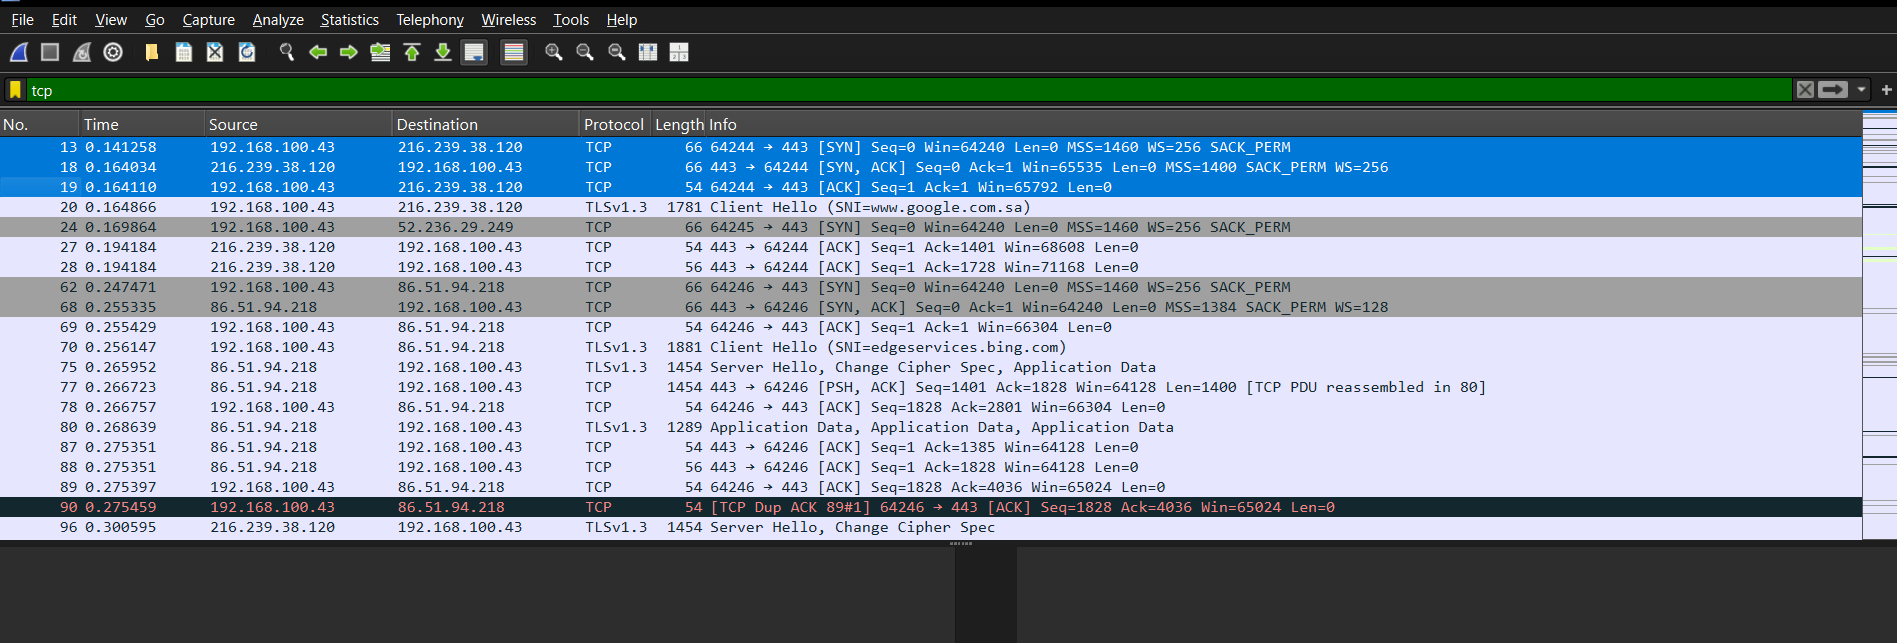 File Edit View Go Capture Analyze Statistics Telephony Wireless Tools Help
tcp
No. Time Source Destination Protocol Length Info
13 0.141258 192.168.100.43 216.239.38.120 TCP 66 64244 → 443 [SYN] Seq=0 Win=64240 Len=0 MSS=1460 WS=256 SACK_PERM
18 0.164034 216.239.38.120 192.168.100.43 TCP 66 443 → 64244 [SYN, ACK] Seq=0 Ack=1 Win=65535 Len=0 MSS=1400 SACK_PERM WS=256
19 0.164110 192.168.100.43 216.239.38.120 TCP 54 64244 → 443 [ACK] Seq=1 Ack=1 Win=65792 Len=0
20 0.164866 192.168.100.43 216.239.38.120 TLSv1.3 1781 Client Hello (SNI=www.google.com.sa)
24 0.169864 192.168.100.43 52.236.29.249 TCP 66 64245 → 443 [SYN] Seq=0 Win=64240 Len=0 MSS=1460 WS=256 SACK_PERM
27 0.194184 216.239.38.120 192.168.100.43 TCP 54 443 → 64244 [ACK] Seq=1 Ack=1401 Win=68608 Len=0
28 0.194184 216.239.38.120 192.168.100.43 TCP 56 443 → 64244 [ACK] Seq=1 Ack=1728 Win=71168 Len=0
62 0.247471 192.168.100.43 86.51.94.218 TCP 66 64246 → 443 [SYN] Seq=0 Win=64240 Len=0 MSS=1460 WS=256 SACK_PERM
68 0.255335 86.51.94.218 192.168.100.43 TCP 66 443 → 64246 [SYN, ACK] Seq=0 Ack=1 Win=64240 Len=0 MSS=1384 SACK_PERM WS=128
69 0.255429 192.168.100.43 86.51.94.218 TCP 54 64246 → 443 [ACK] Seq=1 Ack=1 Win=66304 Len=0
70 0.256147 192.168.100.43 86.51.94.218 TLSv1.3 1881 Client Hello (SNI=edgeservices.bing.com)
75 0.265952 86.51.94.218 192.168.100.43 TLSv1.3 1454 Server Hello, Change Cipher Spec, Application Data
77 0.266723 86.51.94.218 192.168.100.43 TCP 1454 443 → 64246 [PSH, ACK] Seq=1401 Ack=1828 Win=64128 Len=1400 [TCP PDU reassembled in 80]
78 0.266757 192.168.100.43 86.51.94.218 TCP 54 64246 → 443 [ACK] Seq=1828 Ack=2801 Win=66304 Len=0
80 0.268639 86.51.94.218 192.168.100.43 TLSv1.3 1289 Application Data, Application Data, Application Data
87 0.275351 86.51.94.218 192.168.100.43 TCP 54 443 → 64246 [ACK] Seq=1 Ack=1385 Win=64128 Len=0
88 0.275351 86.51.94.218 192.168.100.43 TCP 56 443 → 64246 [ACK] Seq=1 Ack=1828 Win=64128 Len=0
89 0.275397 192.168.100.43 86.51.94.218 TCP 54 64246 → 443 [ACK] Seq=1828 Ack=4036 Win=65024 Len=0
90 0.275459 192.168.100.43 86.51.94.218 TCP 54 [TCP Dup ACK 89#1] 64246 → 443 [ACK] Seq=1828 Ack=4036 Win=65024 Len=0
96 0.300595 216.239.38.120 192.168.100.43 TLSv1.3 1454 Server Hello, Change Cipher Spec